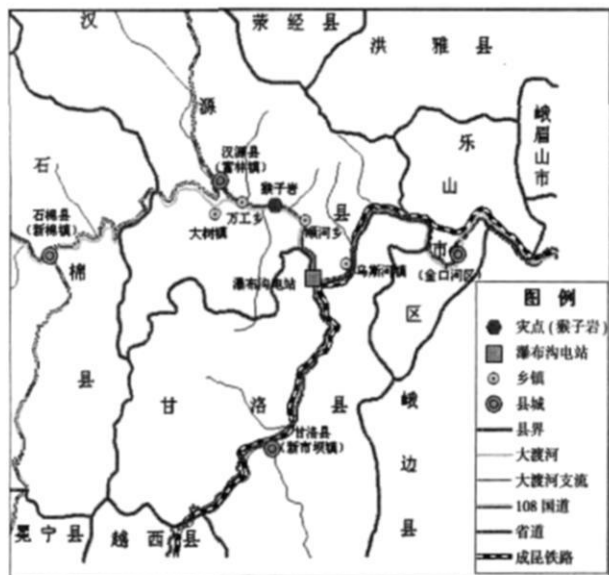 汉
源
县
荥经县
洪雅县
峨眉山市
乐山
市
区
石
棉
县
汉源县
(富林镇)
猴子岩
万工乡
大树镇
顺河乡
石棉县
(新棉镇)
瀑布沟电站
乌斯河镇
(金口河区)
甘洛县
甘洛县
(新市坝镇)
峨边县
冕宁县
越西县
图例
灾点(猴子岩)
瀑布沟电站
乡镇
县城
县界
大渡河
大渡河支流
108国道
省道
成昆铁路